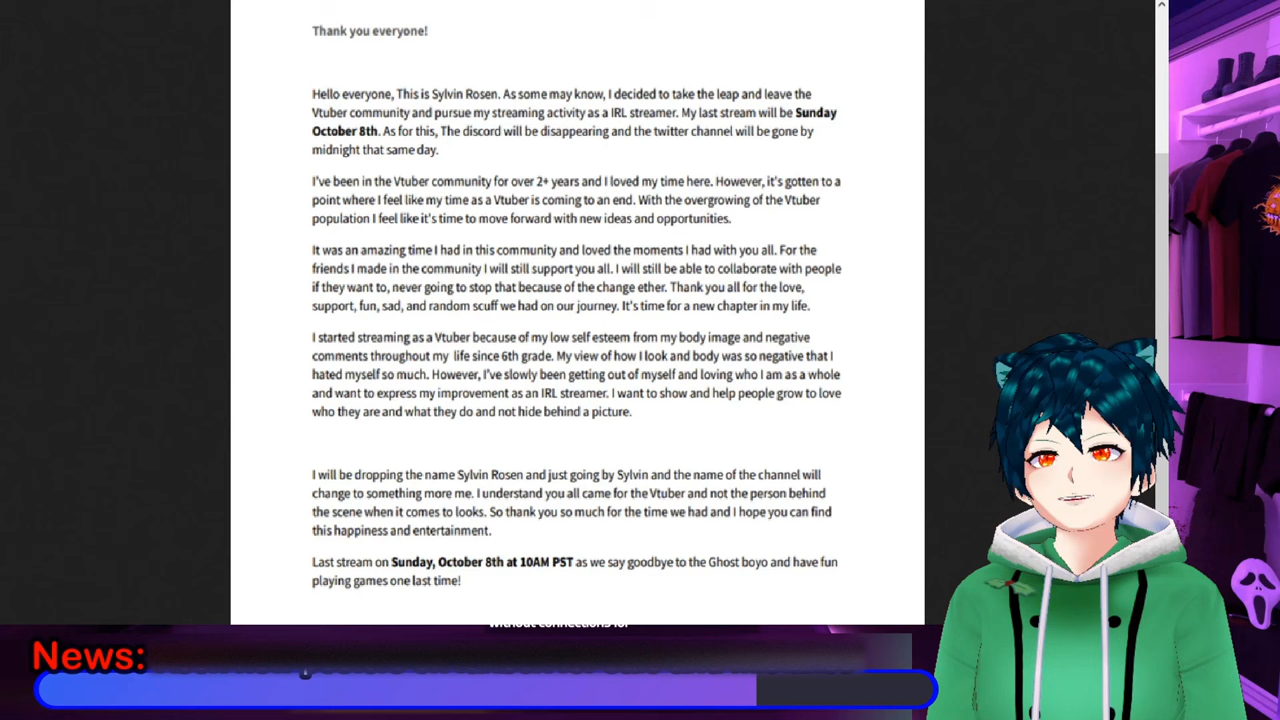 Thank you everyone!
Hello everyone, This is Sylvin Rosen. As some may know, I decided to take the leap and leave the
Vtuber community and pursue my streaming activity as a IRL streamer. My last stream will be Sunday
October 8th. As for this, The discord will be disappearing and the twitter channel will be gone by
midnight that same day.
I've been in the Vtuber community for over 2+ years and I loved my time here. However, it's gotten to a
point where I feel like my time as a Vtuber is coming to an end. With the overgrowing of the Vtuber
population I feel like it's time to move forward with new ideas and opportunities.
It was an amazing time I had in this community and loved the moments I had with you all. For the
friends I made in the community I will still support you all. I will still be able to collaborate with people
if they want to, never going to stop that because of the change ether. Thank you all for the love,
support, fun, sad, and random scuff we had on our journey. It's time for a new chapter in my life.
I started streaming as a Vtuber because of my low self esteem from my body image and negative
comments throughout my life since 6th grade. My view of how I look and body was so negative that I
hated myself so much. However, I've slowly been getting out of myself and loving who I am as a whole
and want to express my improvement as an IRL streamer. I want to show and help people grow to love
who they are and what they do and not hide behind a picture.
I will be dropping the name Sylvin Rosen and just going by Sylvin and the name of the channel will
change to something more me. I understand you all came for the Vtuber and not the person behind
the scene when it comes to looks. So thank you so much for the time we had and I hope you can find
this happiness and entertainment.
Last stream on Sunday, October 8th at 10AM PST as we say goodbye to the Ghost boyo and have fun
playing games one last time!
News: